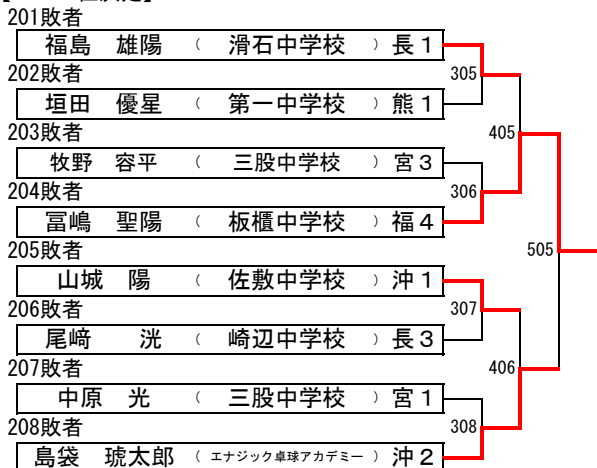 201敗者
福島 雄陽 （ 滑石中学校 ） 長１
202敗者
垣田 優星 （ 第一中学校 ） 熊１
203敗者
牧野 容平 （ 三股中学校 ） 宮３
204敗者
冨嶋 聖陽 （ 板櫃中学校 ） 福４
205敗者
山城 陽 （ 佐敷中学校 ） 沖１
206敗者
尾﨑 洸 （ 崎辺中学校 ） 長３
207敗者
中原 光 （ 三股中学校 ） 宮１
208敗者
島袋 琥太郎 （ エナジック卓球アカデミー ） 沖２
305
306
307
308
405
406
505